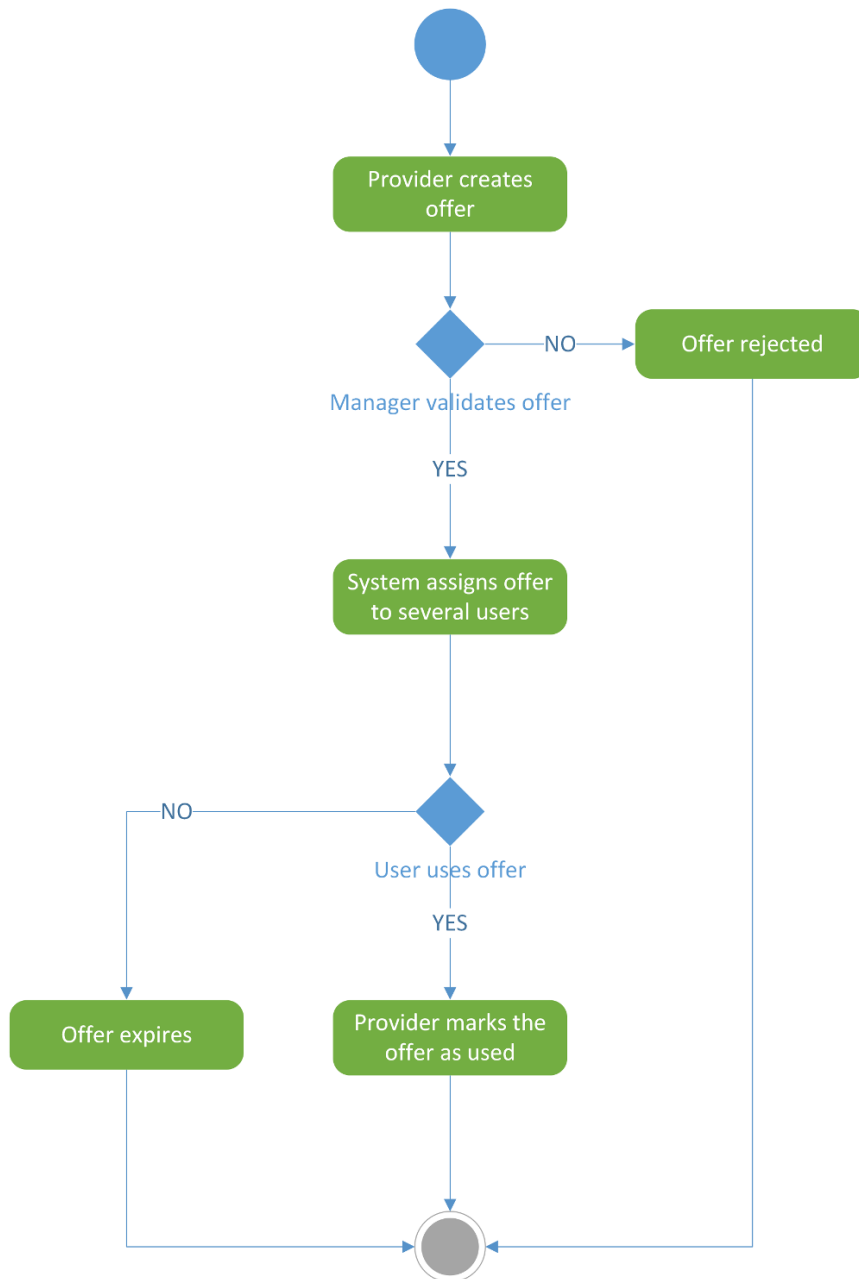 Provider creates
offer
NO
Offer rejected
Manager validates offer
YES
System assigns offer
to several users
NO
User uses offer
YES
Offer expires
Provider marks the
offer as used